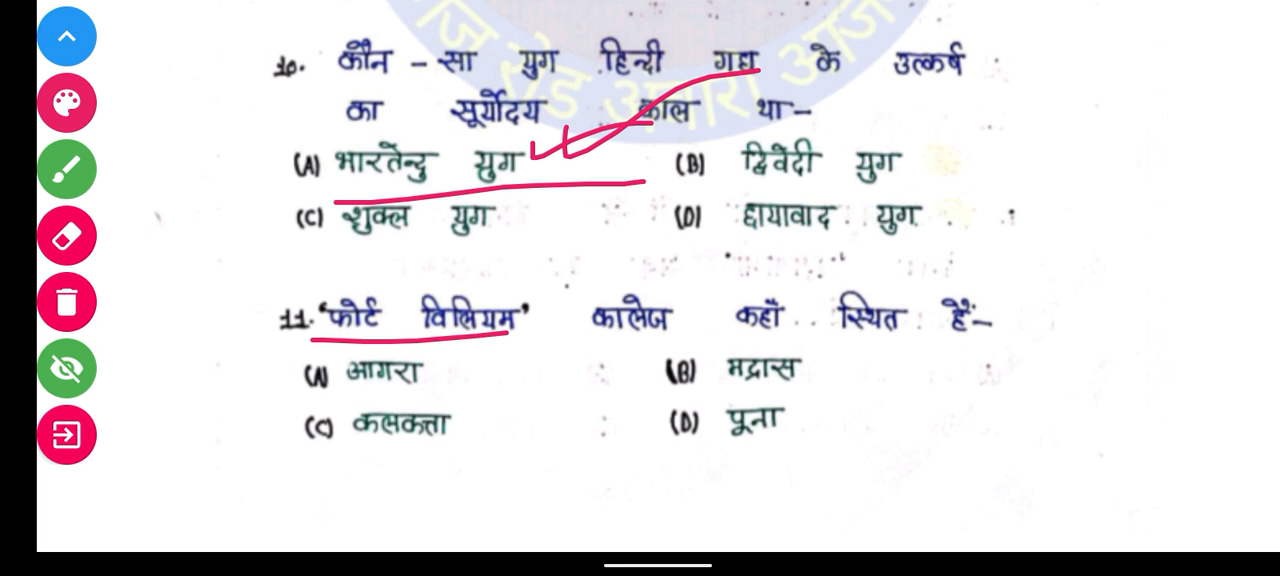 10. कौन - सा युग हिन्दी गद्य के उत्कर्ष
का सूर्योदय काल था -
(A) भारतेन्दु युग (B) द्विवेदी युग
(C) शुक्ल युग (D) छायावाद युग
11. 'फोर्ट विलियम' कालेज कहाँ स्थित हैं-
(A) आगरा (B) मद्रास
(C) कलकत्ता (D) पूना